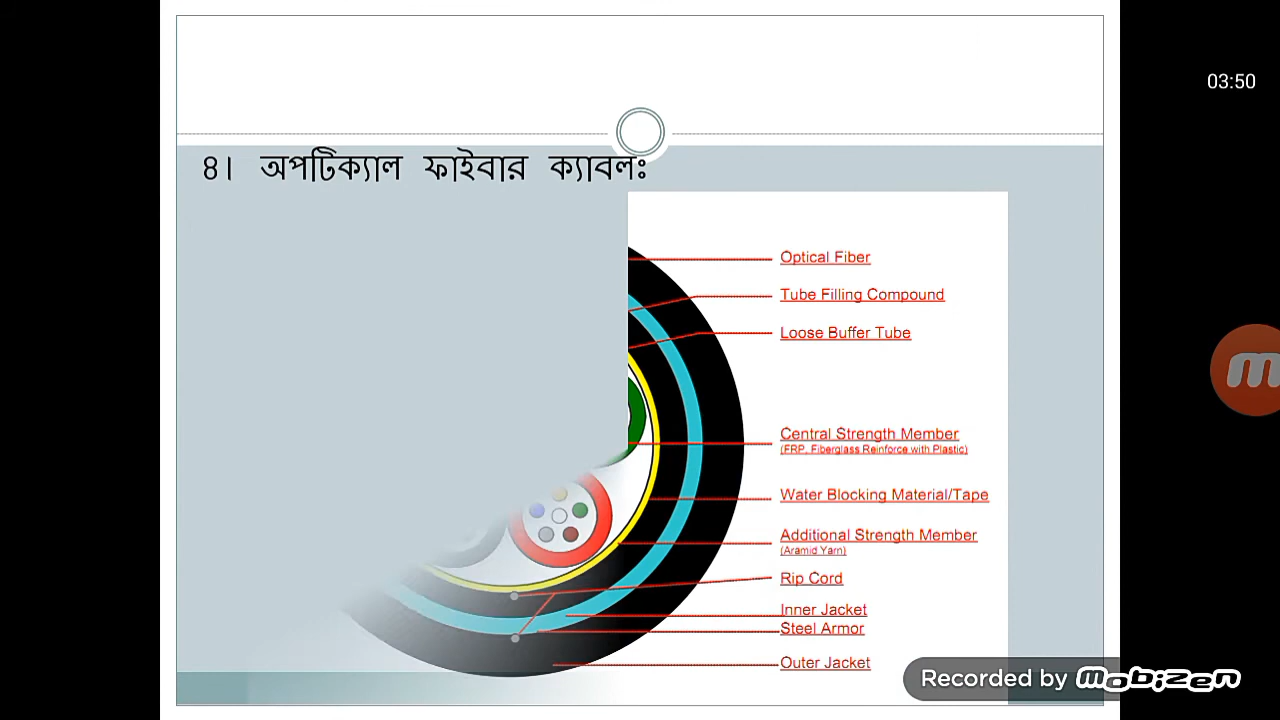 03:50
৪। অপটিক্যাল ফাইবার ক্যাবলঃ
Optical Fiber
Tube Filling Compound
Loose Buffer Tube
Central Strength Member
(FRP, Fiberglass Reinforce with Plastic)
Water Blocking Material/Tape
Additional Strength Member
(Aramid Yarn)
Rip Cord
Inner Jacket
Steel Armor
Outer Jacket
Recorded by Mobizen